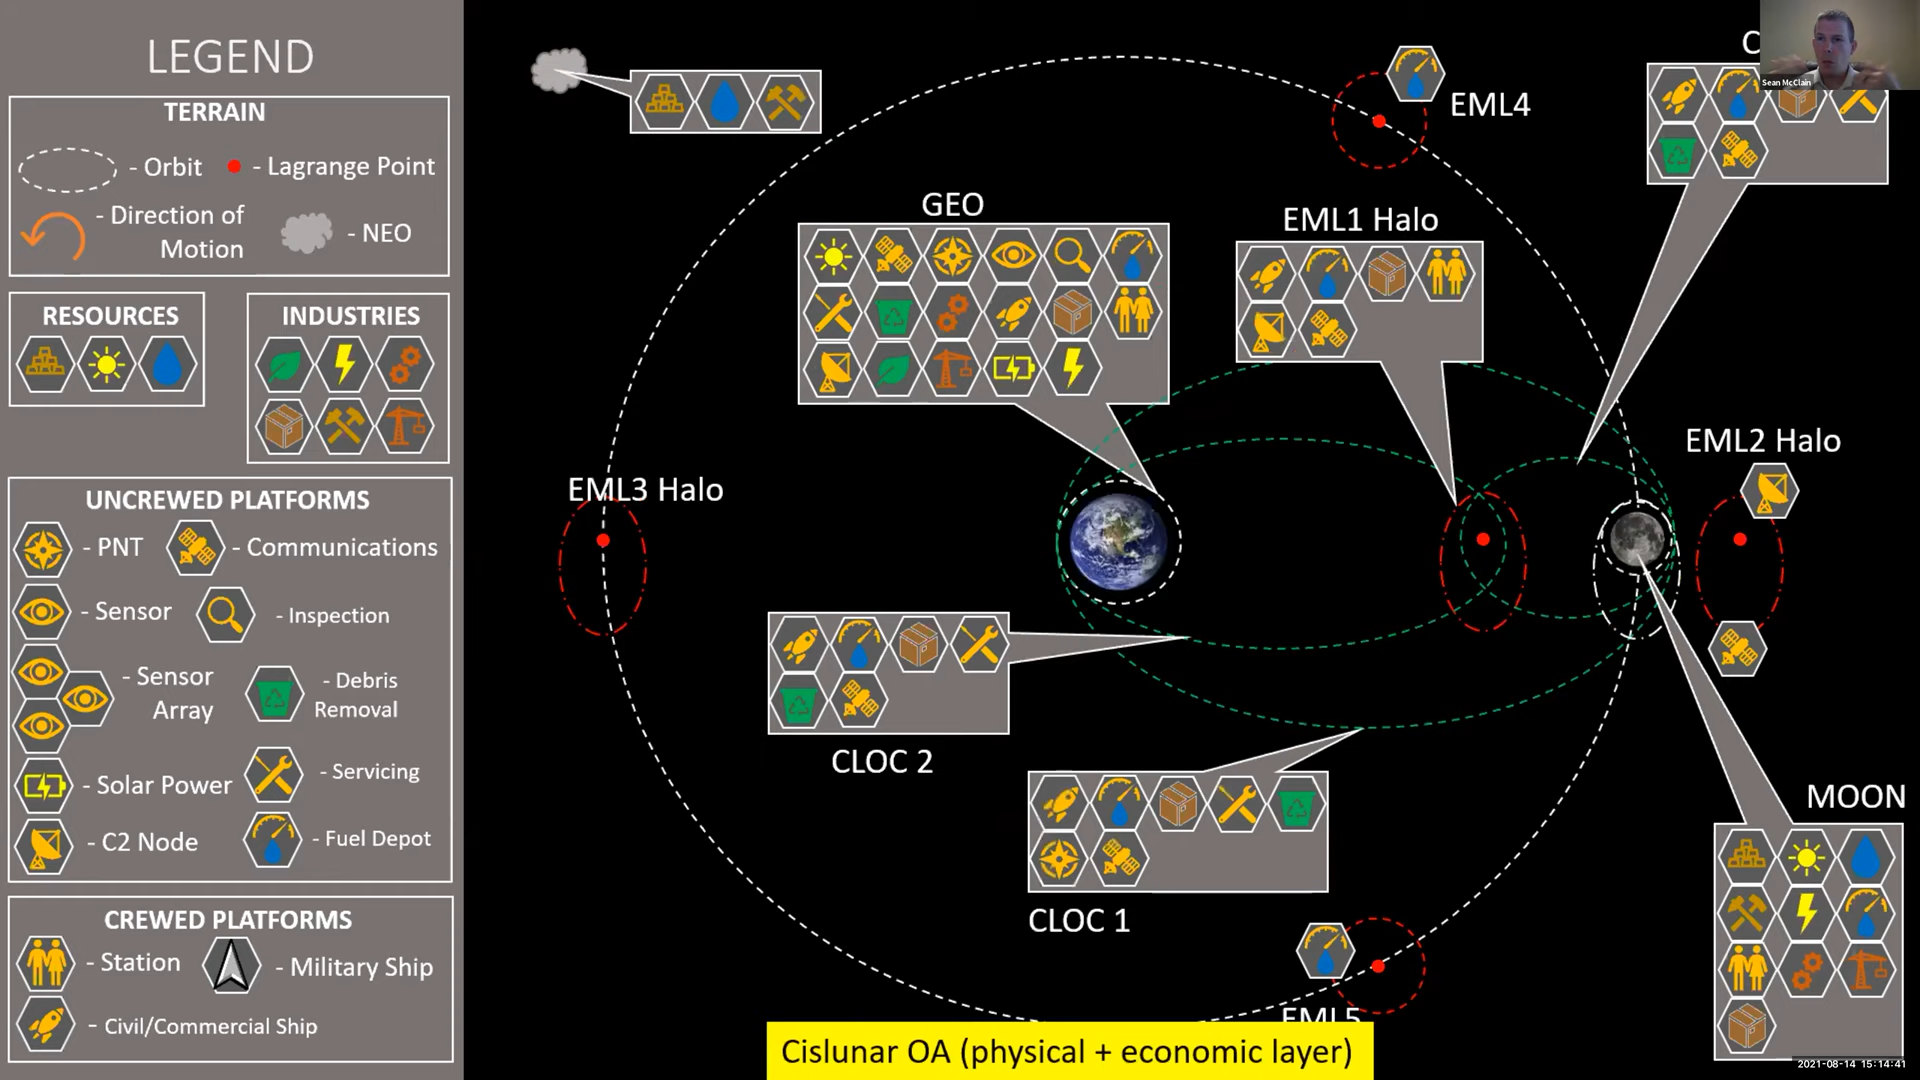 LEGEND
TERRAIN
- Orbit
- Lagrange Point
- Direction of
Motion
- NEO
RESOURCES
INDUSTRIES
UNCREWED PLATFORMS
- PNT
- Communications
- Sensor
- Inspection
- Sensor
Array
- Debris
Removal
- Solar Power
- Servicing
- C2 Node
- Fuel Depot
CREWED PLATFORMS
- Station
- Military Ship
- Civil/Commercial Ship
EML4
C
Sean McClain
GEO
EML1 Halo
EML2 Halo
EML3 Halo
CLOC 2
CLOC 1
MOON
EML5
Cislunar OA (physical + economic layer)
2021-08-14 15:14:41